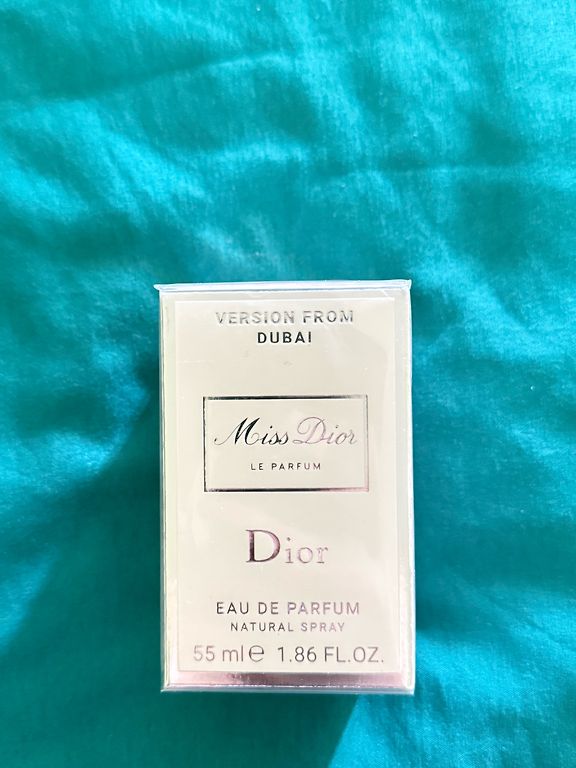 VERSION FROM
DUBAI
Miss Dior
LE PARFUM
Dior
EAU DE PARFUM
NATURAL SPRAY
55 ml℮ 1.86 FL.OZ.